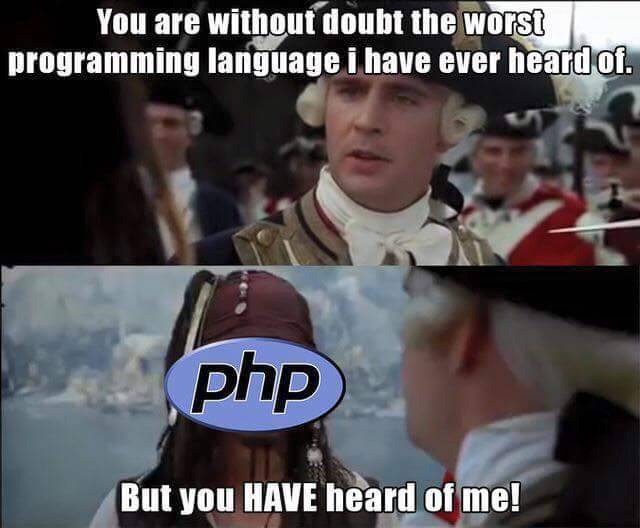 You are without doubt the worst
programming language i have ever heard of.
php
But you HAVE heard of me!